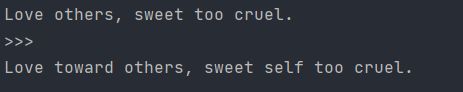 Love others, sweet too cruel.
>>>
Love toward others, sweet self too cruel.